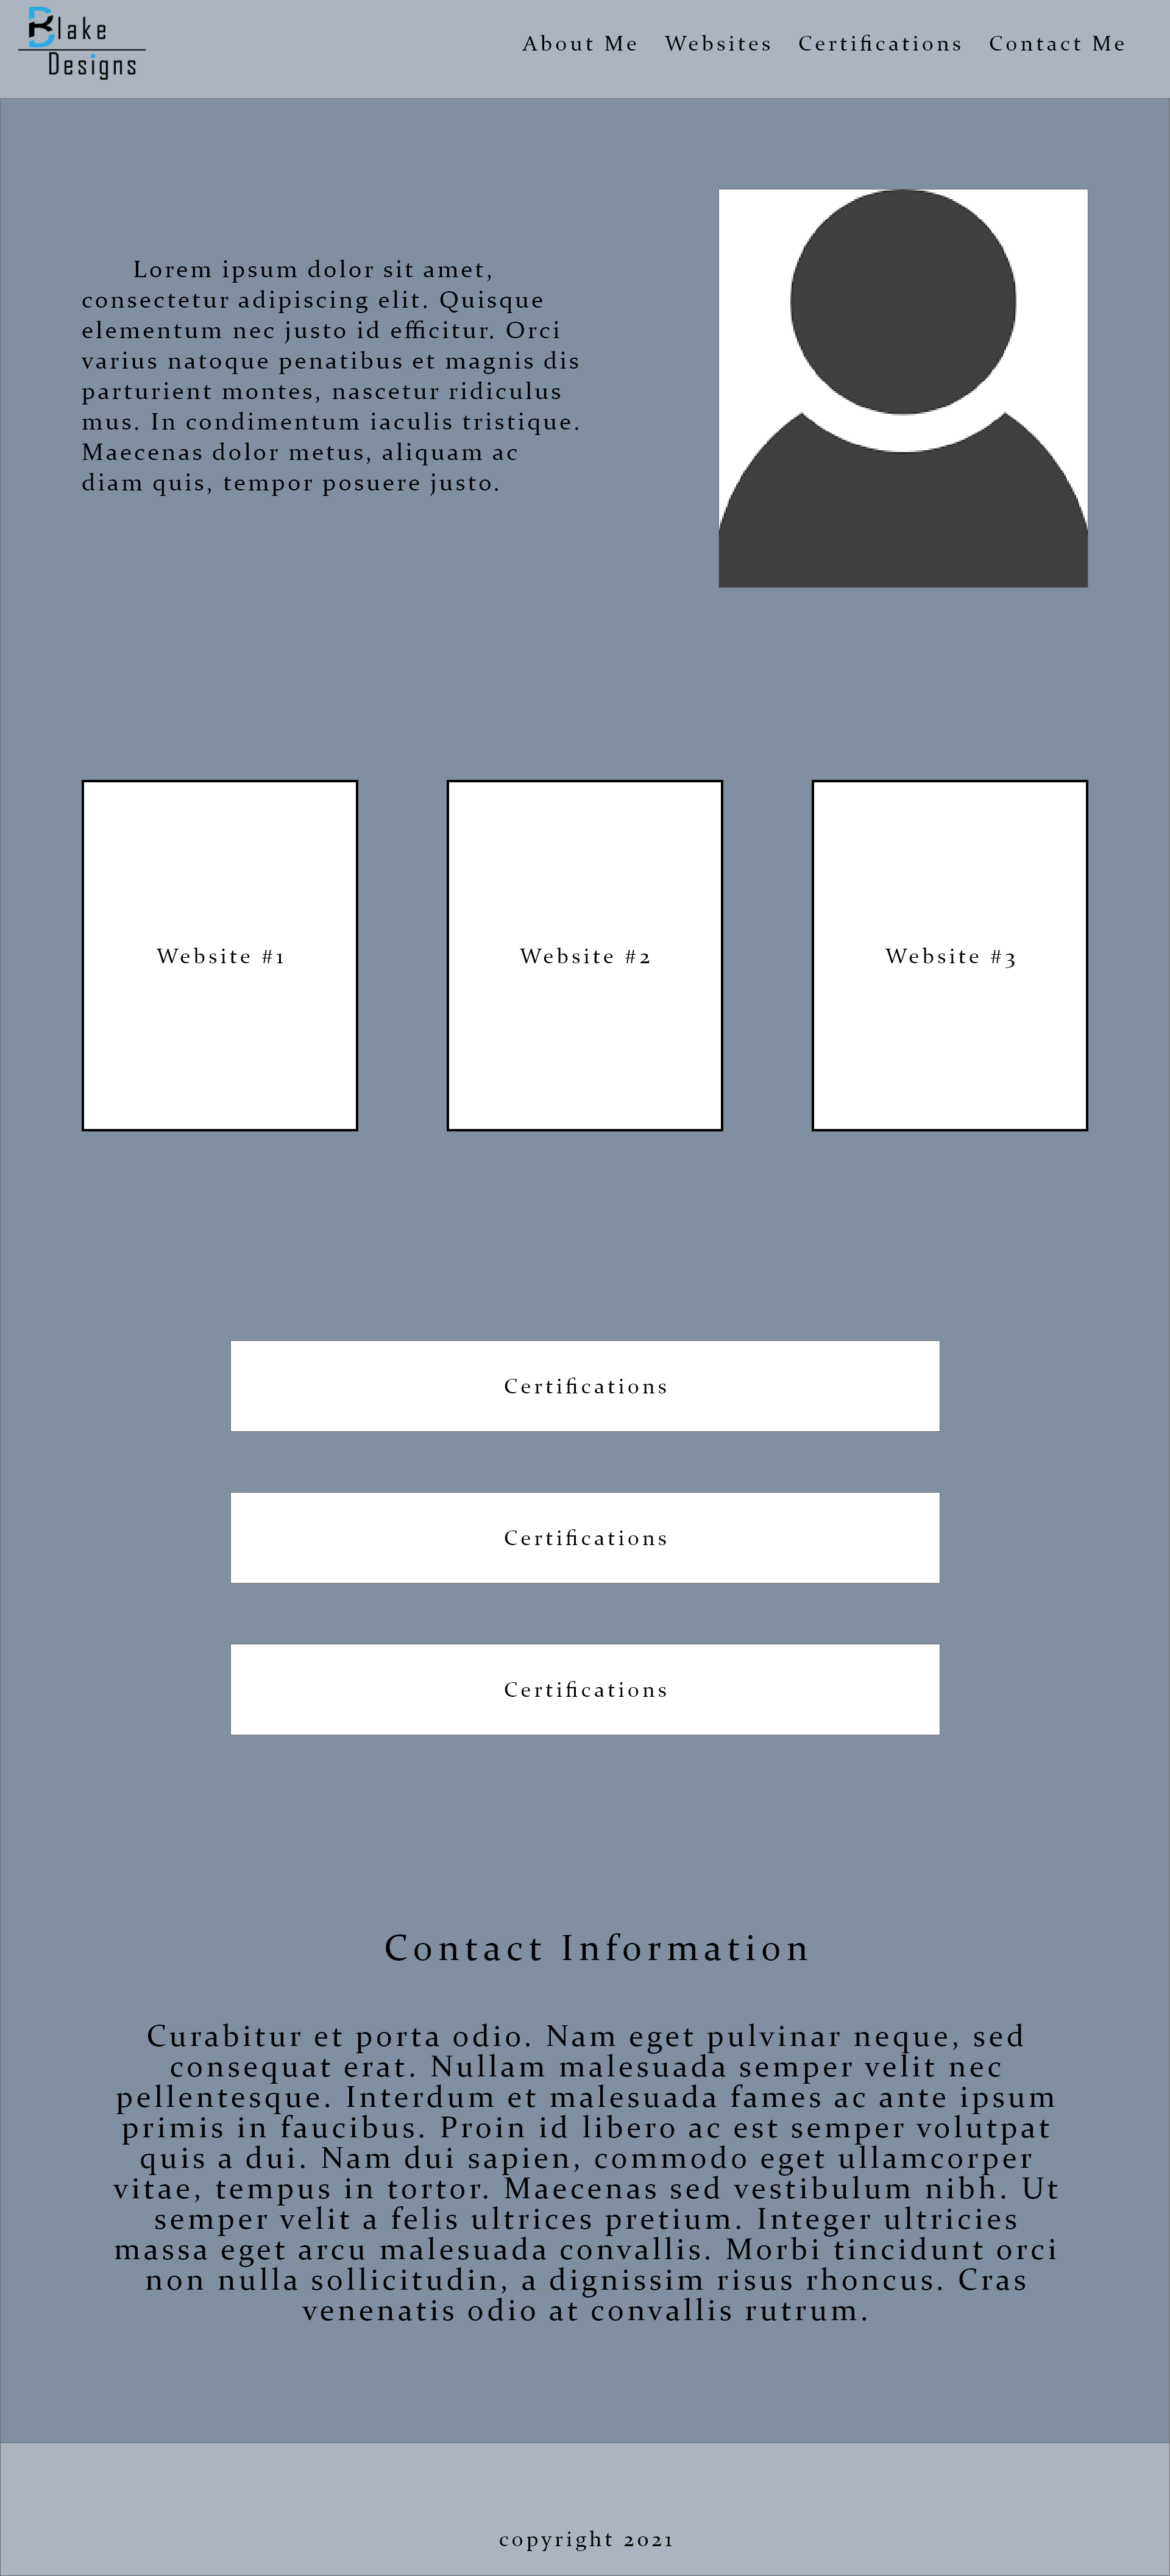 Blake
Designs
About Me Websites Certifications Contact Me
Lorem ipsum dolor sit amet,
consectetur adipiscing elit. Quisque
elementum nec justo id efficitur. Orci
varius natoque penatibus et magnis dis
parturient montes, nascetur ridiculus
mus. In condimentum iaculis tristique.
Maecenas dolor metus, aliquam ac
diam quis, tempor posuere justo.
Website #1
Website #2
Website #3
Certifications
Certifications
Certifications
Contact Information
Curabitur et porta odio. Nam eget pulvinar neque, sed
consequat erat. Nullam malesuada semper velit nec
pellentesque. Interdum et malesuada fames ac ante ipsum
primis in faucibus. Proin id libero ac est semper volutpat
quis a dui. Nam dui sapien, commodo eget ullamcorper
vitae, tempus in tortor. Maecenas sed vestibulum nibh. Ut
semper velit a felis ultrices pretium. Integer ultricies
massa eget arcu malesuada convallis. Morbi tincidunt orci
non nulla sollicitudin, a dignissim risus rhoncus. Cras
venenatis odio at convallis rutrum.
copyright 2021